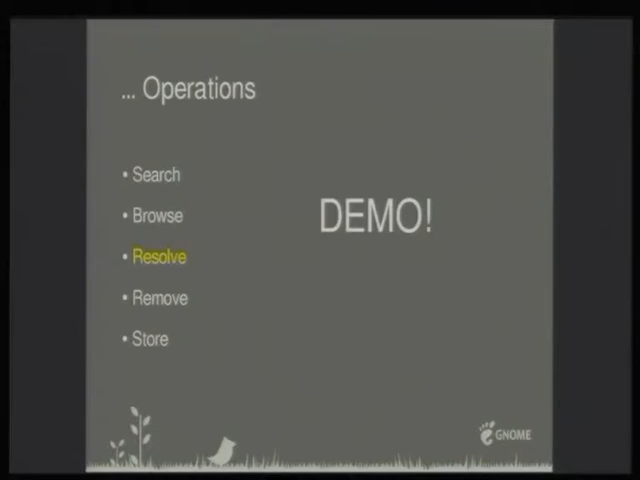 ... Operations
• Search
• Browse
• Resolve
• Remove
• Store
DEMO!
GNOME